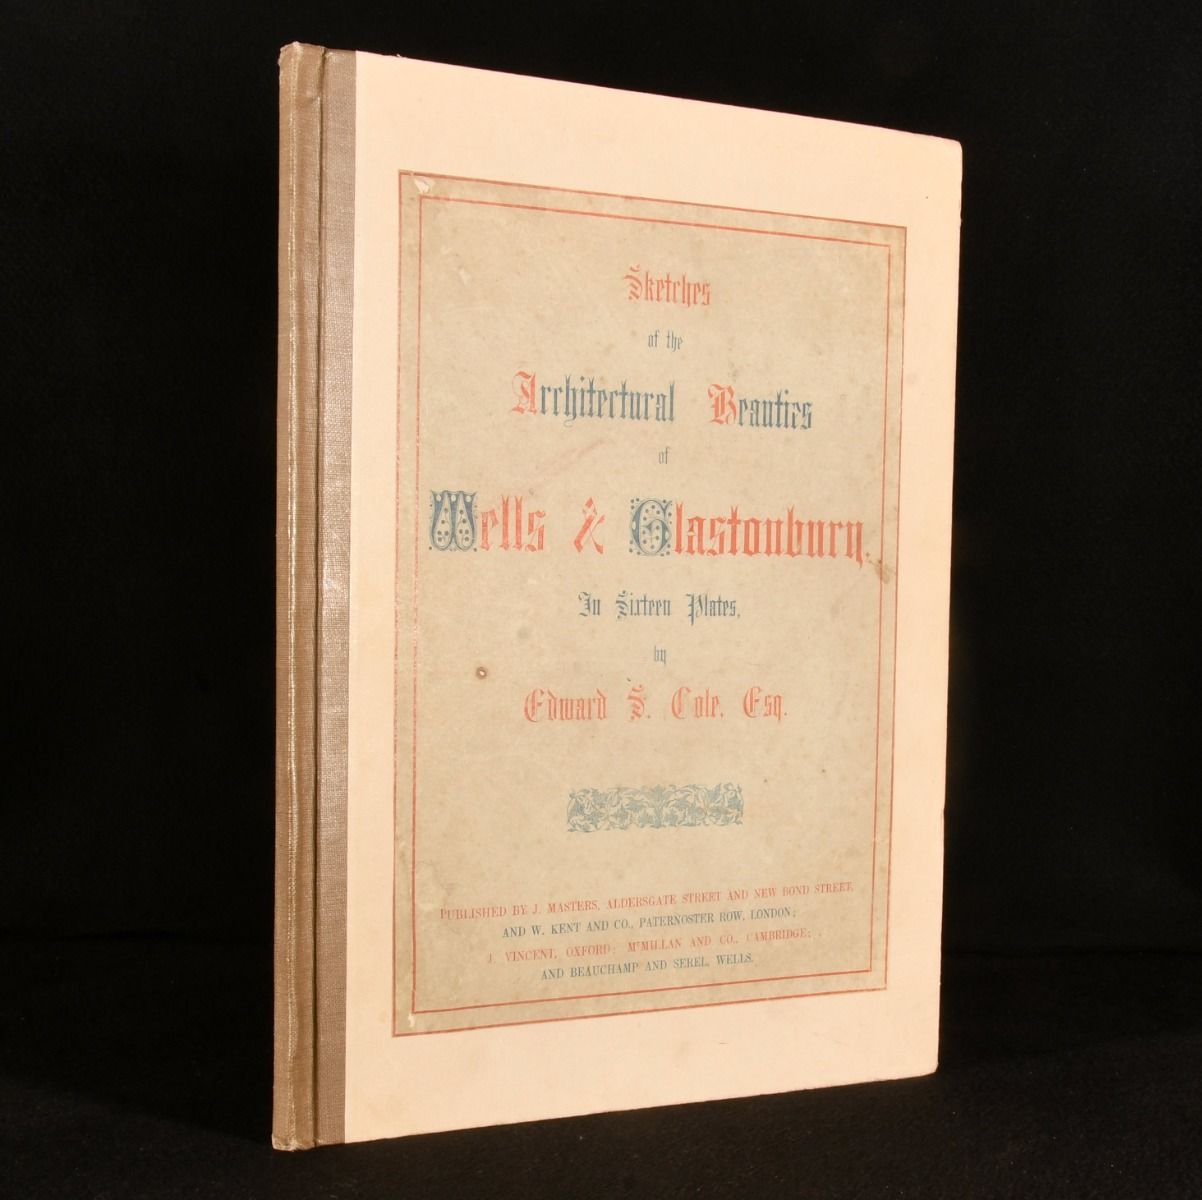 Sketches
of the
Architectural Beauties
of
Wells & Glastonbury.
In Sixteen Plates,
by
Edward S. Cole, Esq.
PUBLISHED BY J. MASTERS, ALDERSGATE STREET AND NEW BOND STREET,
AND W. KENT AND CO., PATERNOSTER ROW, LONDON;
J. VINCENT, OXFORD; McMILLAN AND CO., CAMBRIDGE;
AND BEAUCHAMP AND SEREL, WELLS.